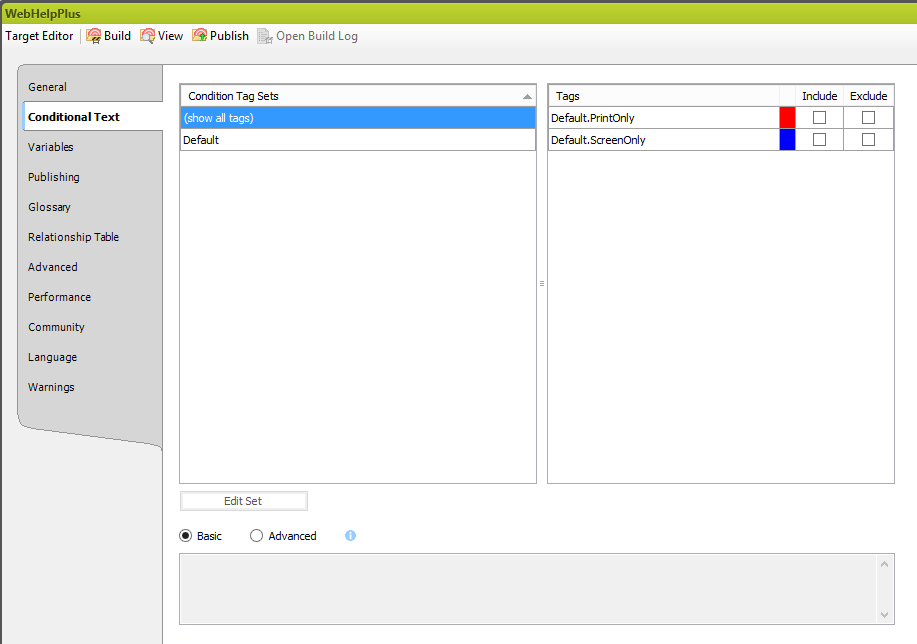 WebHelpPlus
Target Editor Build View Publish Open Build Log
General
Conditional Text
Variables
Publishing
Glossary
Relationship Table
Advanced
Performance
Community
Language
Warnings
Condition Tag Sets
(show all tags)
Default
Tags Include Exclude
Default.PrintOnly
Default.ScreenOnly
Edit Set
Basic Advanced